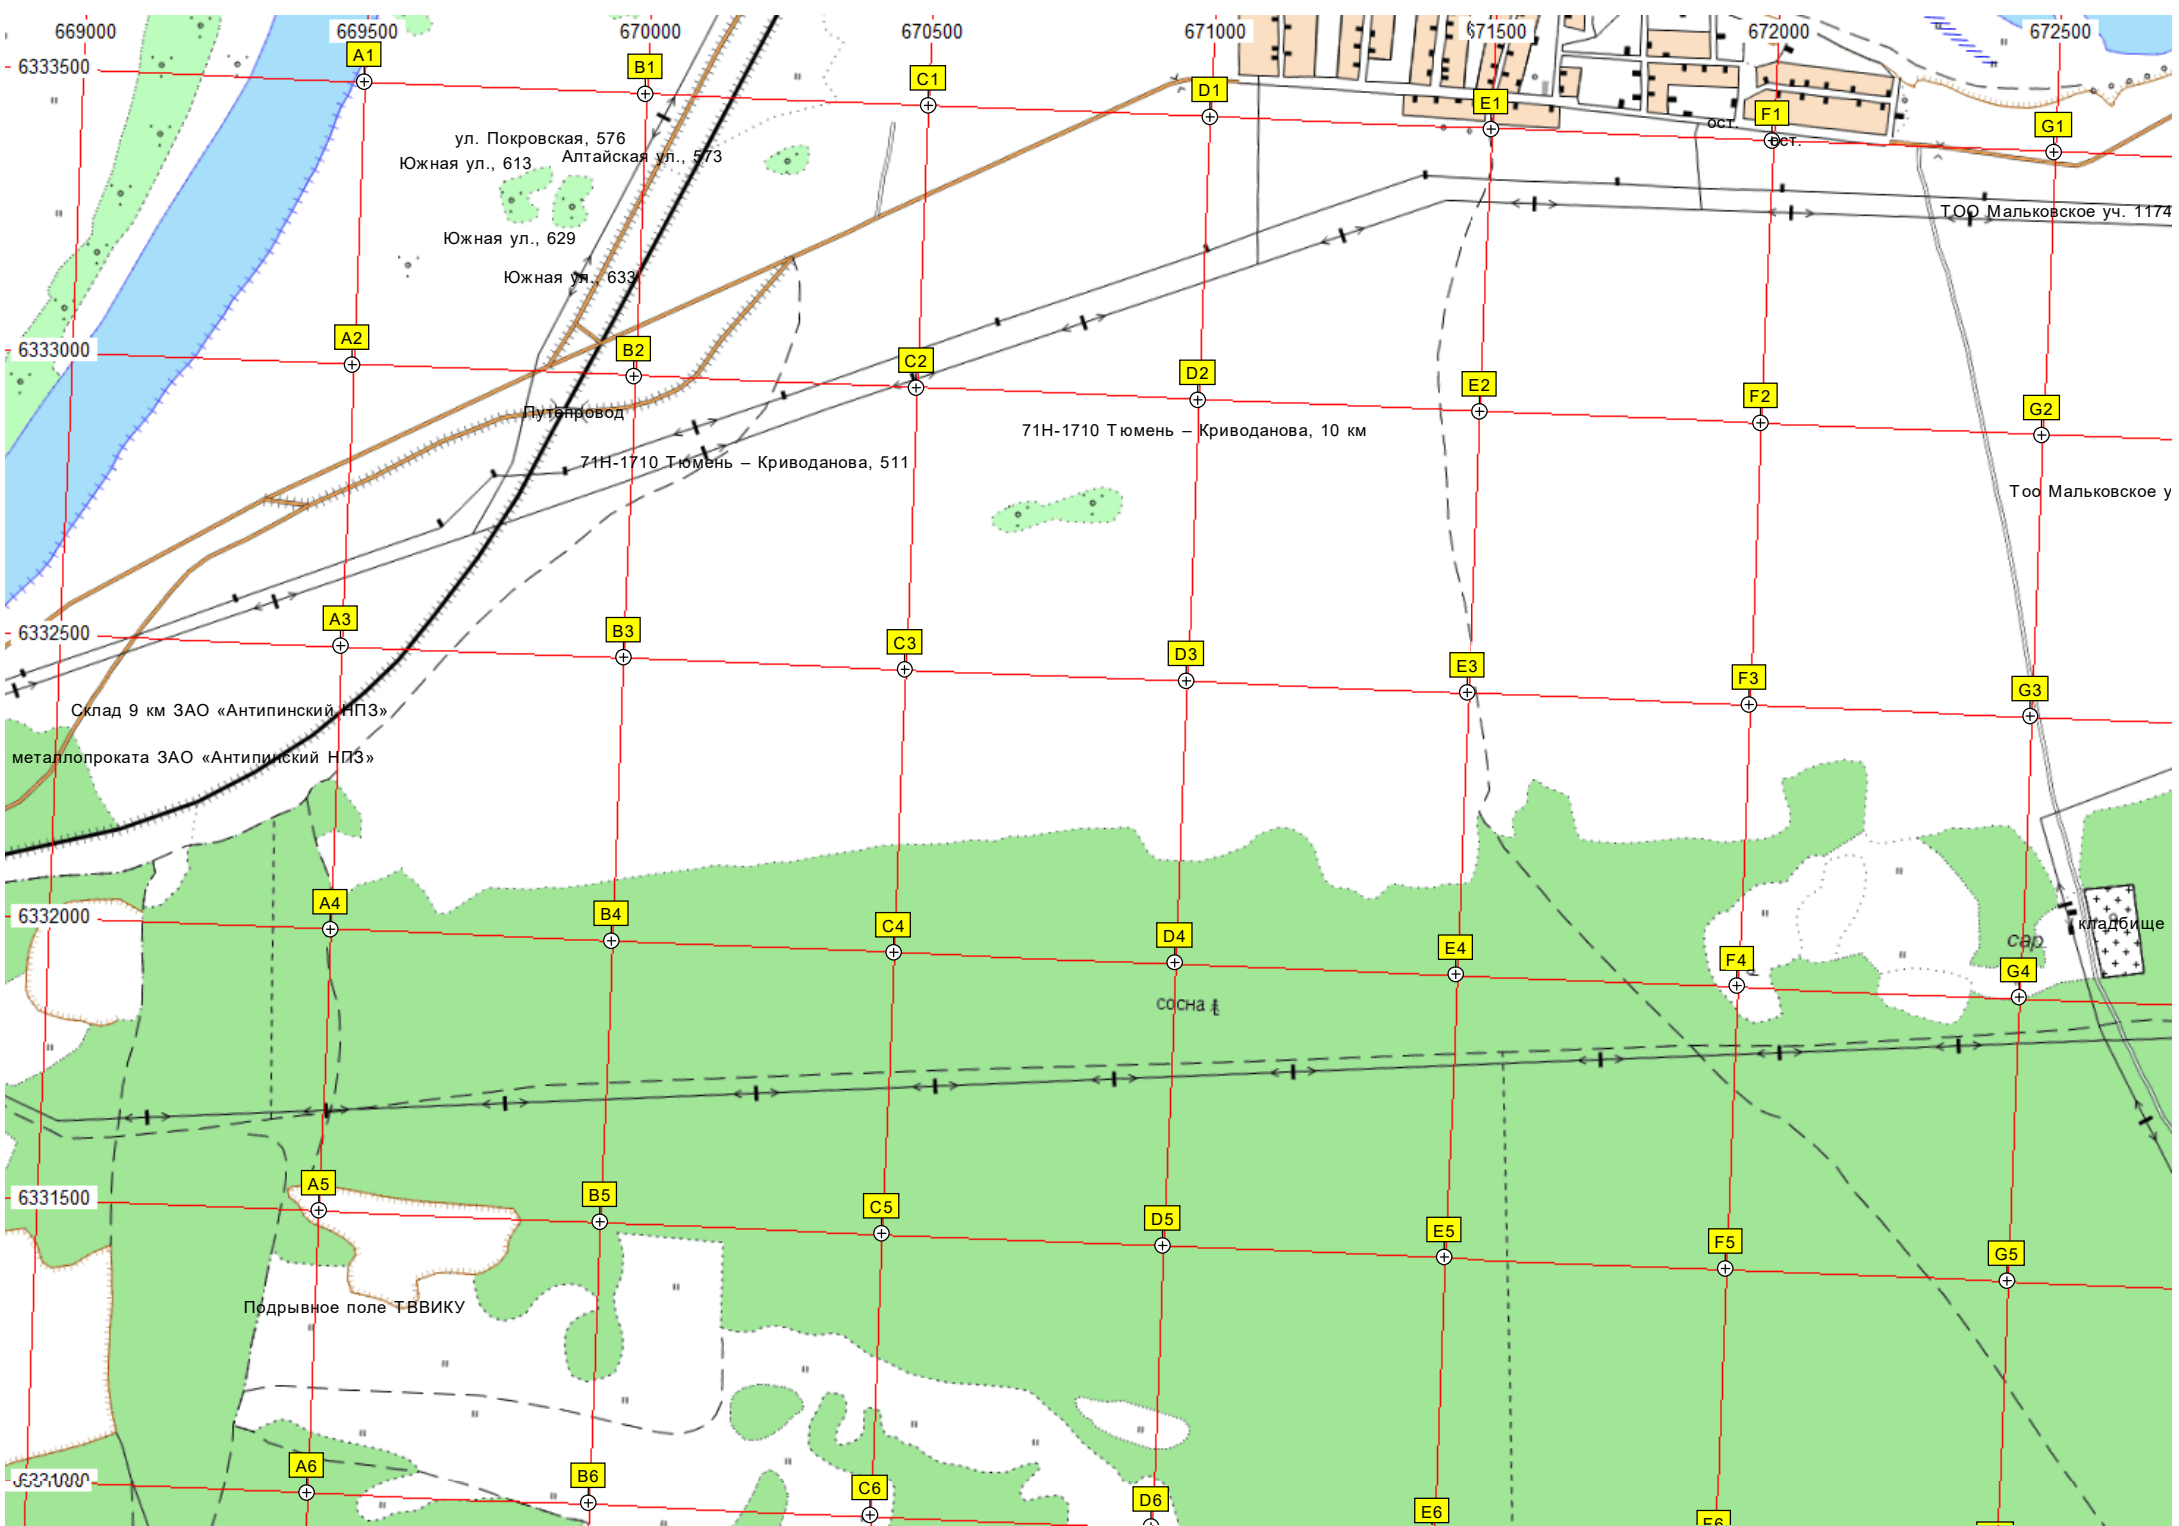 669000 669500 670000 670500 671000 671500 672000 672500
6333500
A1 B1 C1 D1 E1 F1 G1
ост.
ост.
ул. Покровская, 576
Южная ул., 613
Алтайская ул., 573
Южная ул., 629
Южная ул., 633
ТОО Мальковское уч. 1174
6333000
A2 B2 C2 D2 E2 F2 G2
Путепровод
71Н-1710 Тюмень – Криводанова, 10 км
71Н-1710 Тюмень – Криводанова, 511
Тоо Мальковское у
6332500
A3 B3 C3 D3 E3 F3 G3
Склад 9 км ЗАО «Антипинский НПЗ»
металлопроката ЗАО «Антипинский НПЗ»
6332000
A4 B4 C4 D4 E4 F4 G4
кладбище
сар.
сосна
6331500
A5 B5 C5 D5 E5 F5 G5
Подрывное поле ТВВИКУ
6331000
A6 B6 C6 D6 E6 F6